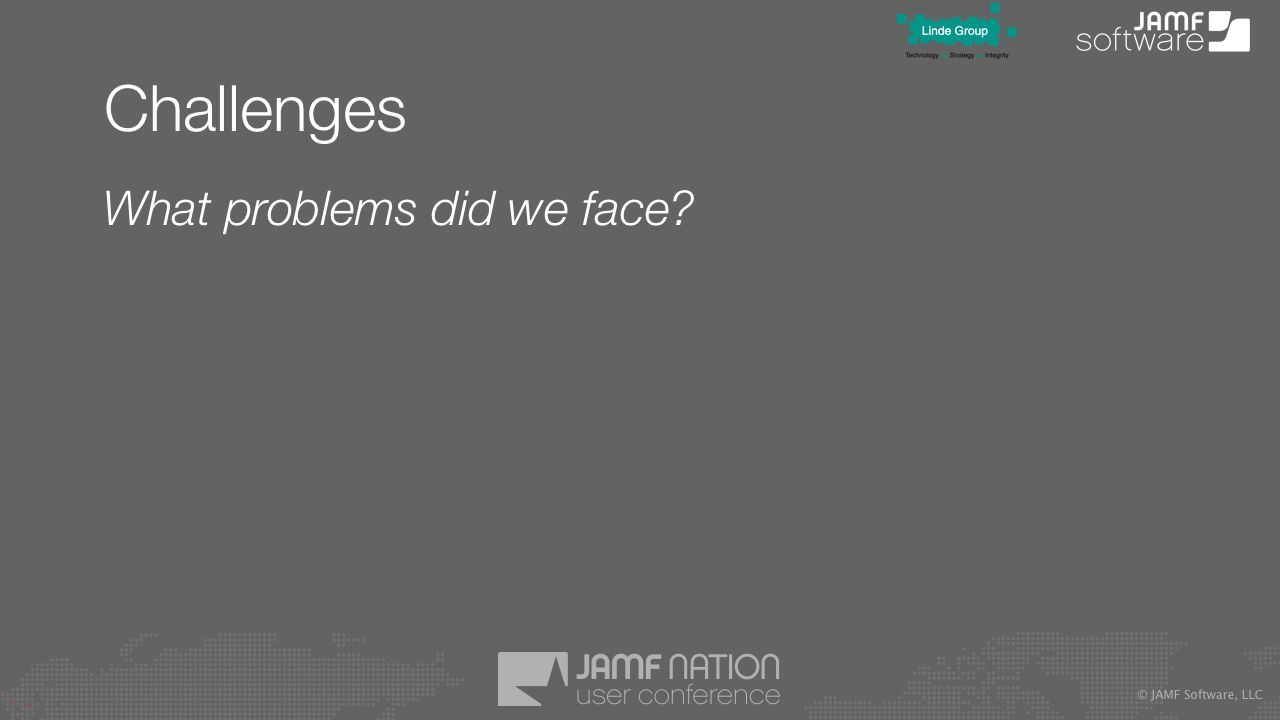 Linde Group
Technology Strategy Integrity
JAMF
software
Challenges
What problems did we face?
JAMF NATION
user conference
© JAMF Software, LLC